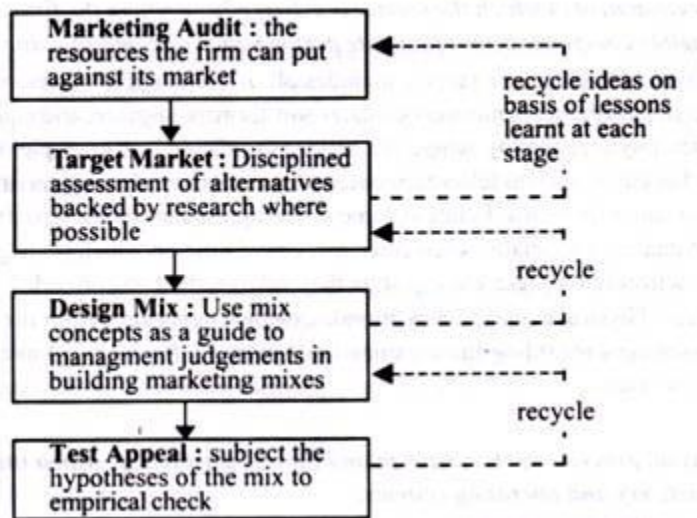 Marketing Audit : the
resources the firm can put
against its market
recycle ideas on
basis of lessons
learnt at each
stage
Target Market : Disciplined
assessment of alternatives
backed by research where
possible
recycle
Design Mix : Use mix
concepts as a guide to
managment judgements in
building marketing mixes
recycle
Test Appeal : subject the
hypotheses of the mix to
empirical check